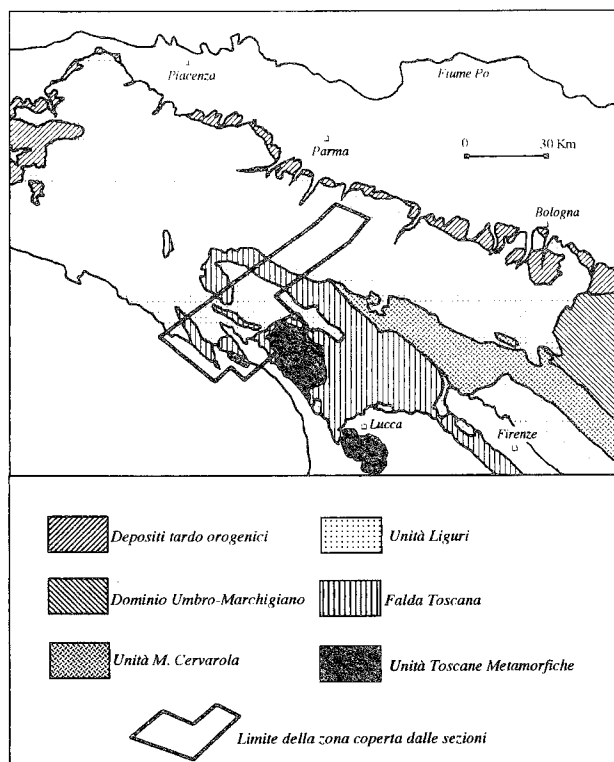 Piacenza
Fiume Po
Parma
0 30 Km
Bologna
Lucca
Firenze
Depositi tardo orogenici
Unità Liguri
Dominio Umbro-Marchigiano
Falda Toscana
Unità M. Cervarola
Unità Toscane Metamorfiche
Limite della zona coperta dalle sezioni